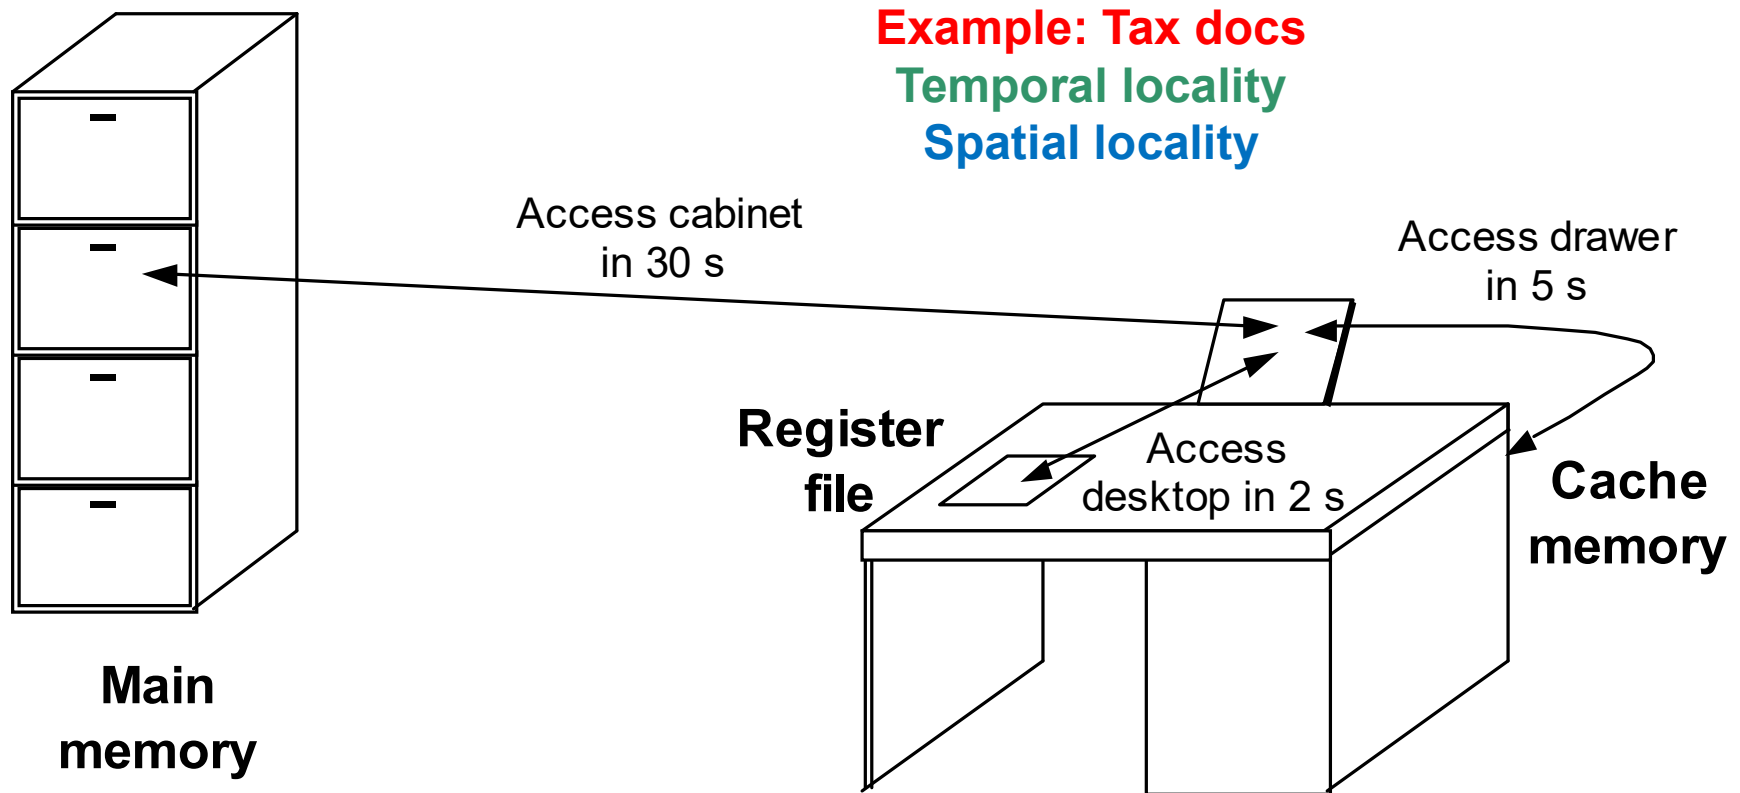 Example: Tax docs
Temporal locality
Spatial locality
Access cabinet
in 30 s
Access drawer
in 5 s
Register
file
Access
desktop in 2 s
Cache
memory
Main
memory